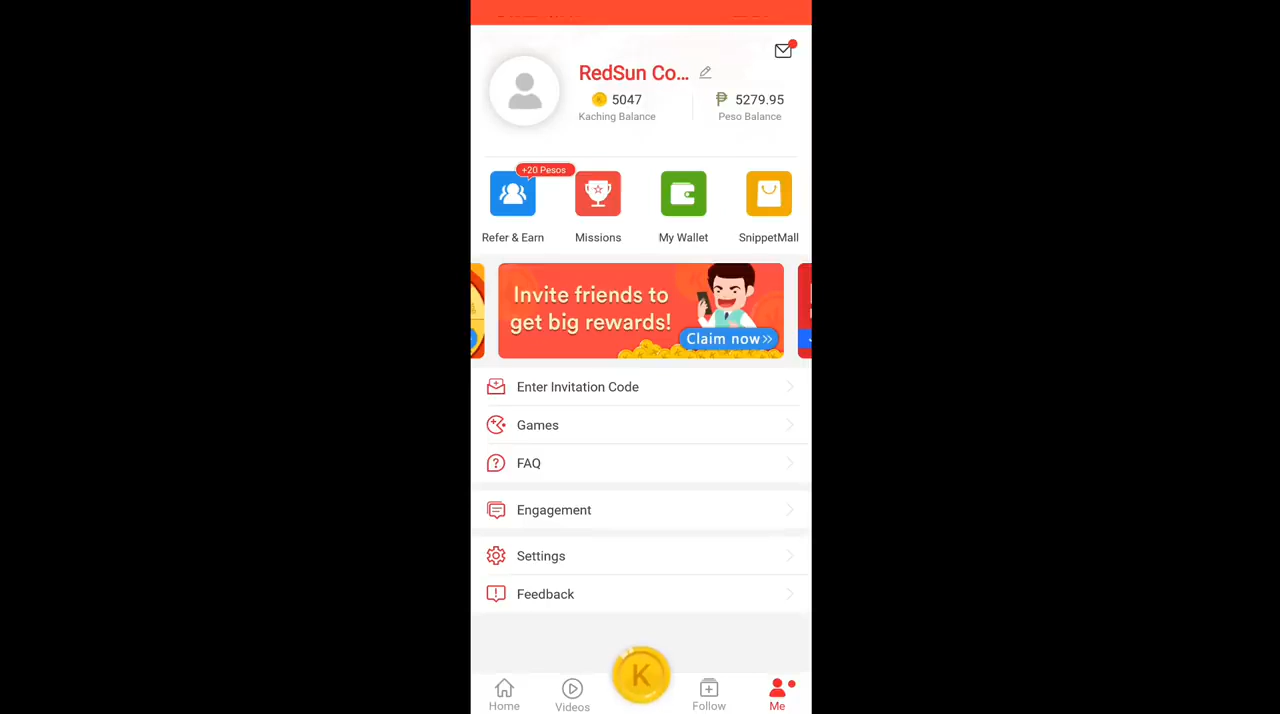 RedSun Co...
5047
₱ 5279.95
Kaching Balance
Peso Balance
+20 Pesos
Refer & Earn
Missions
My Wallet
SnippetMall
Invite friends to
get big rewards!
Claim now»
Enter Invitation Code
Games
FAQ
Engagement
Settings
Feedback
K
Home
Videos
Follow
Me